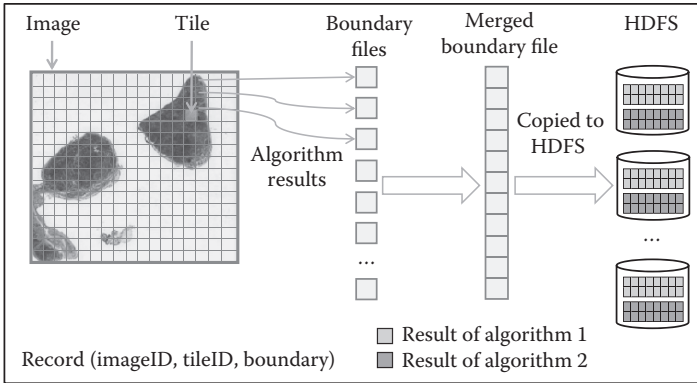 Image
Tile
Boundary
files
Merged
boundary file
HDFS
Algorithm
results
Copied to
HDFS
...
...
Result of algorithm 1
Result of algorithm 2
Record (imageID, tileID, boundary)